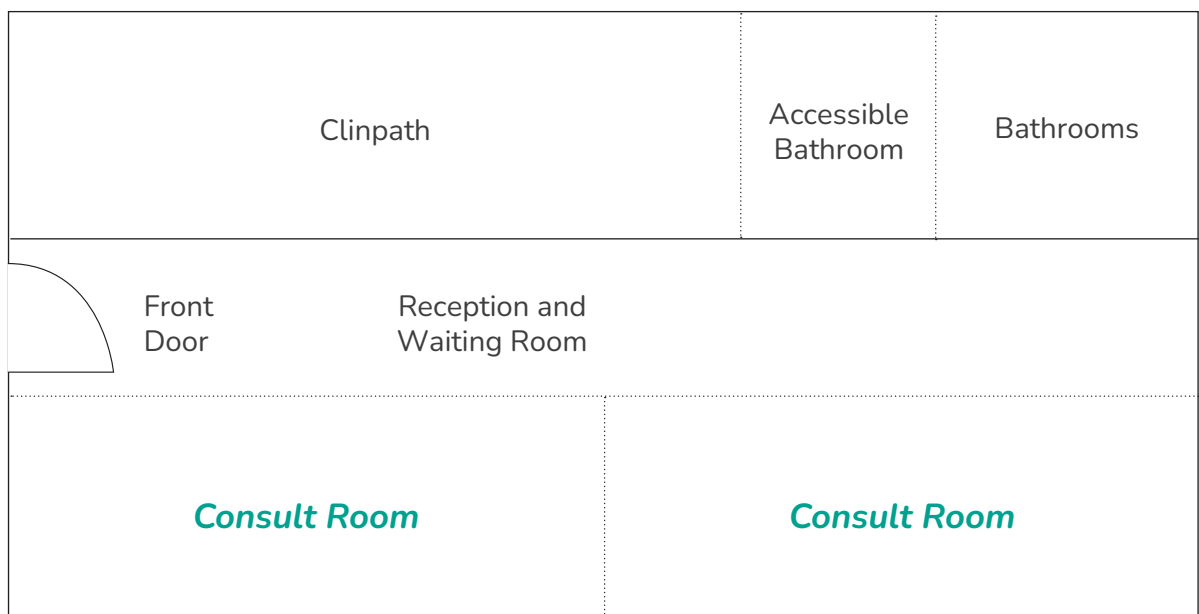 Clinpath
Accessible
Bathroom
Bathrooms
Front
Door
Reception and
Waiting Room
Consult Room
Consult Room